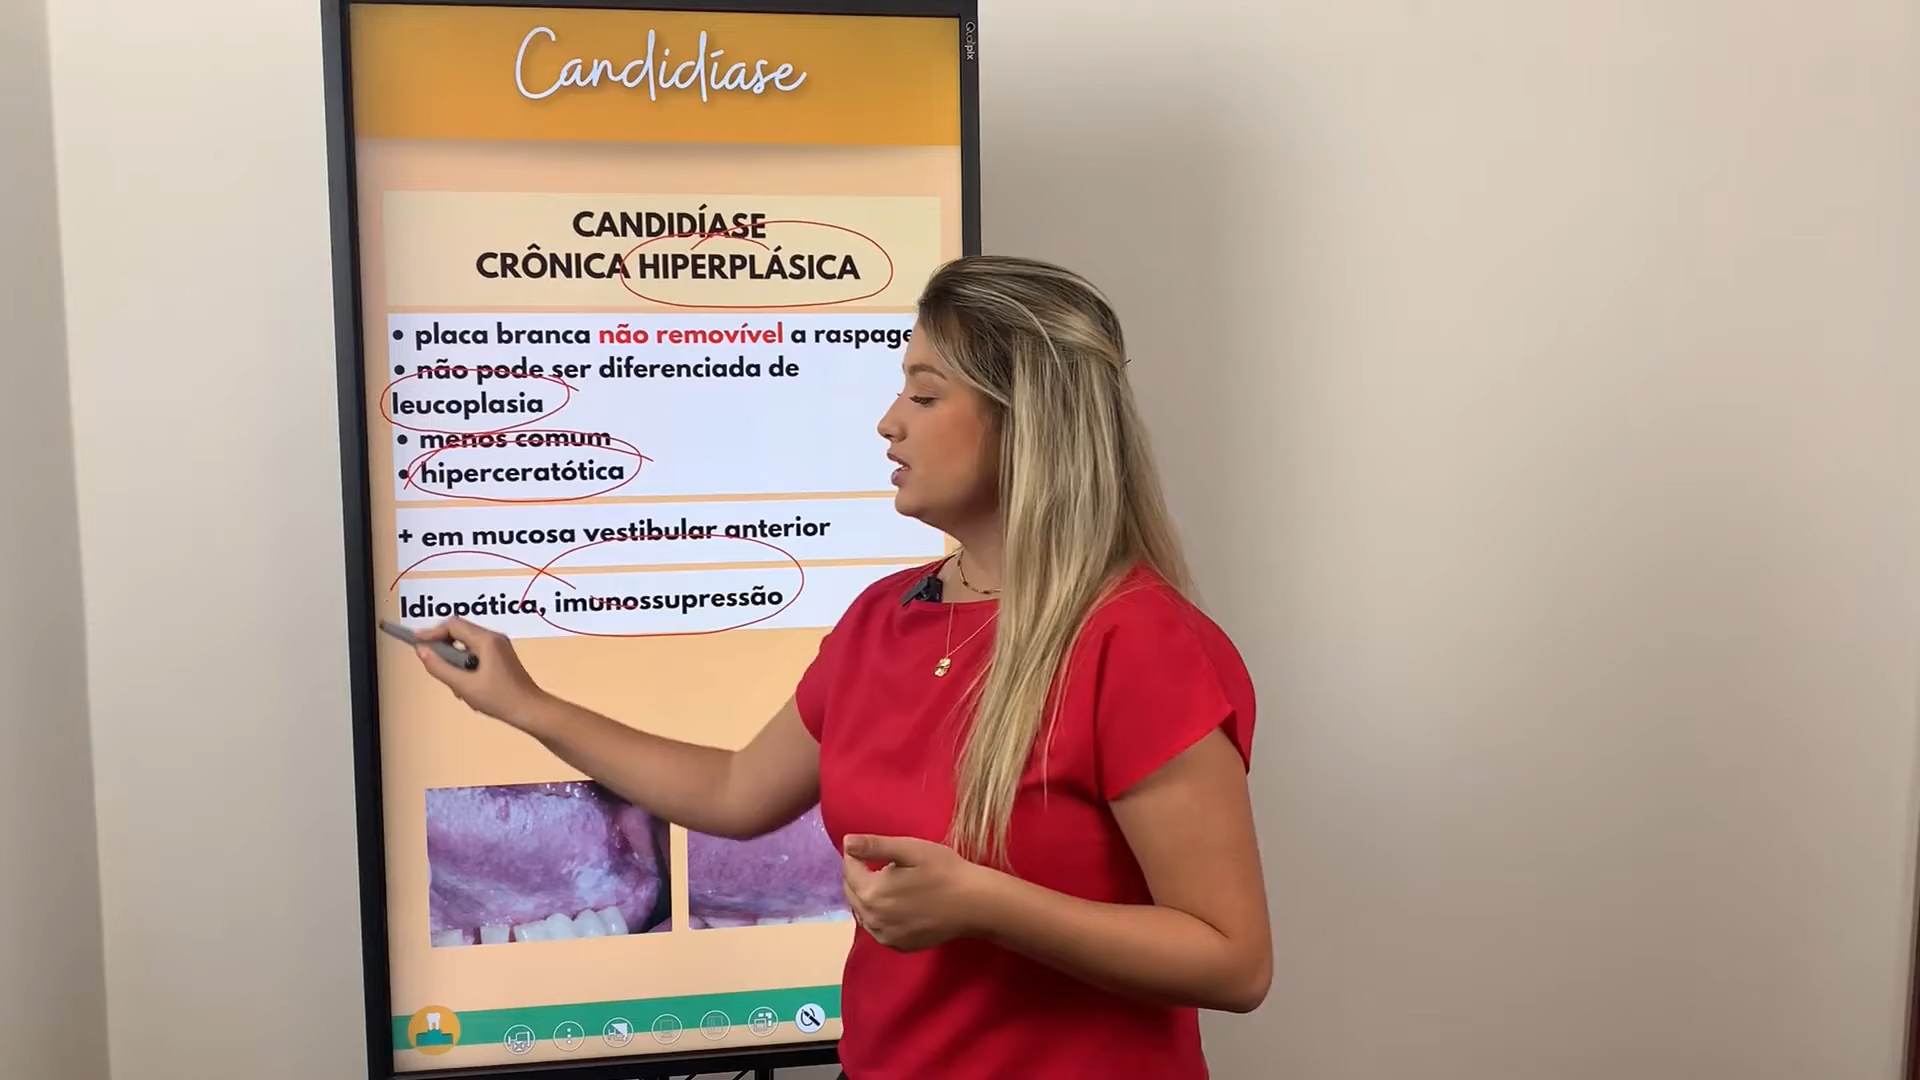 Candidíase
Qualpix
CANDIDÍASE
CRÔNICA HIPERPLÁSICA
• placa branca não removível a
• não pode ser diferenciada de
leucoplasia
• menos comum
• hiperceratótica
+ em mucosa vestibular anterior
Idiopática, imunossupressão